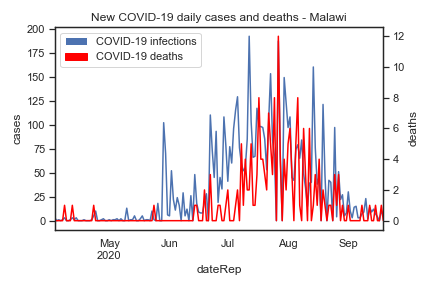 New COVID-19 daily cases and deaths - Malawi
COVID-19 infections
COVID-19 deaths
cases
200
175
150
125
100
75
50
25
0
deaths
12
10
8
6
4
2
0
May
2020
Jun
Jul
Aug
Sep
dateRep